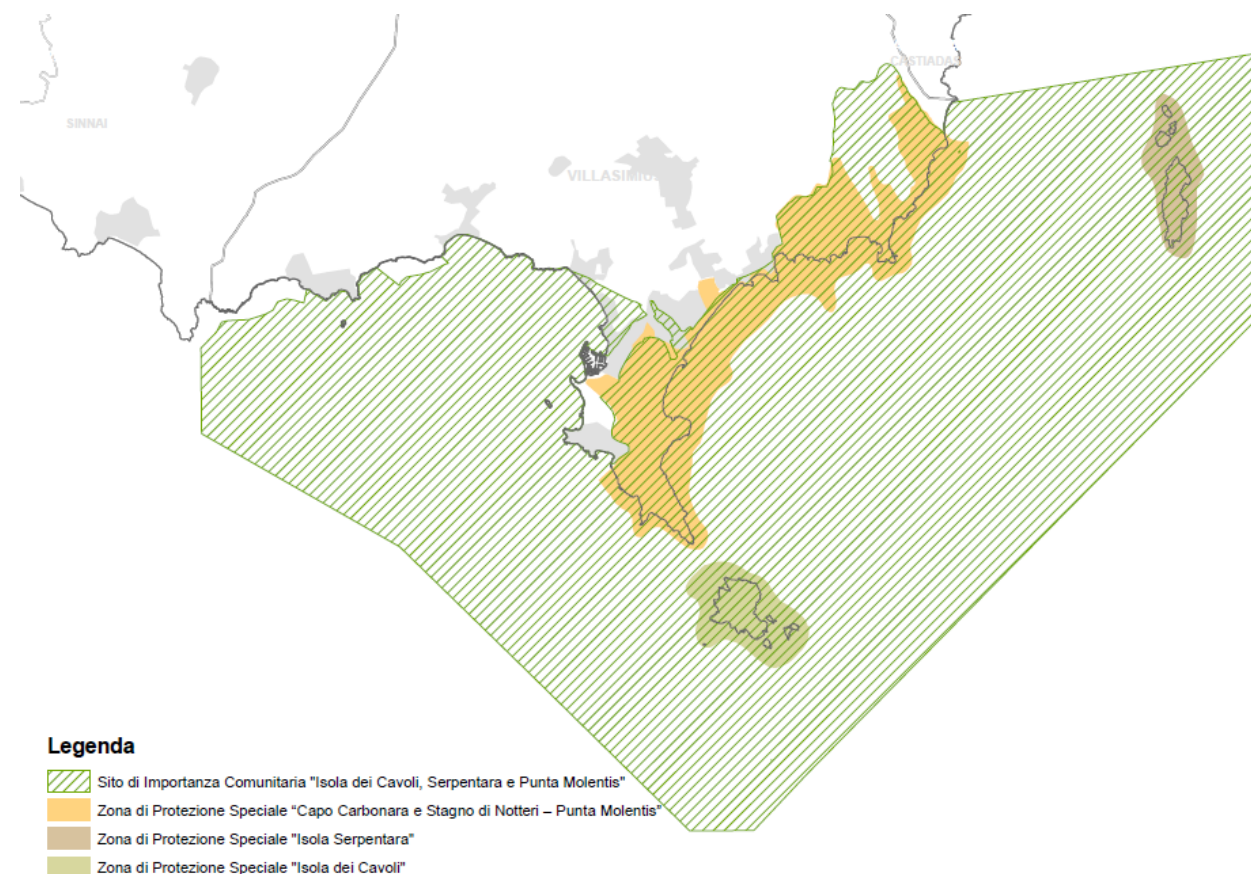 CASTIADAS
SINNAI
VILLASIMIUS
Legenda
Sito di Importanza Comunitaria "Isola dei Cavoli, Serpentara e Punta Molentis"
Zona di Protezione Speciale “Capo Carbonara e Stagno di Notteri – Punta Molentis”
Zona di Protezione Speciale "Isola Serpentara"
Zona di Protezione Speciale "Isola dei Cavoli"